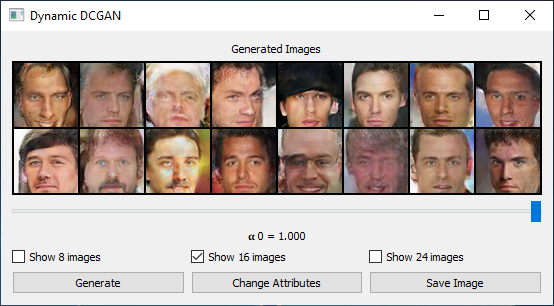 Dynamic DCGAN
Generated Images
α 0 = 1.000
Show 8 images
Show 16 images
Show 24 images
Generate
Change Attributes
Save Image